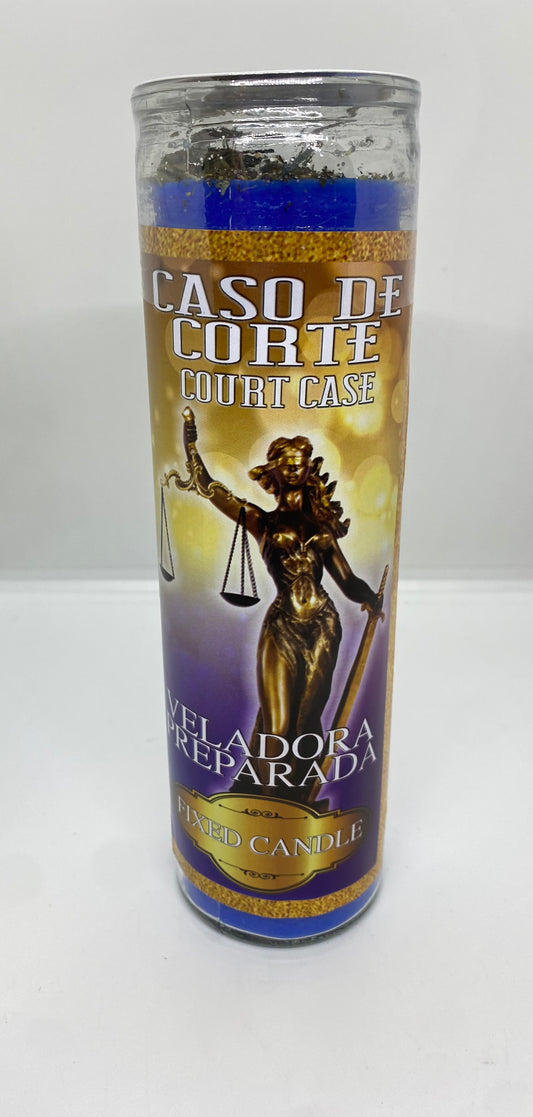 CASO DE
CORTE
COURT CASE
VELADORA
PREPARADA
FIXED CANDLE